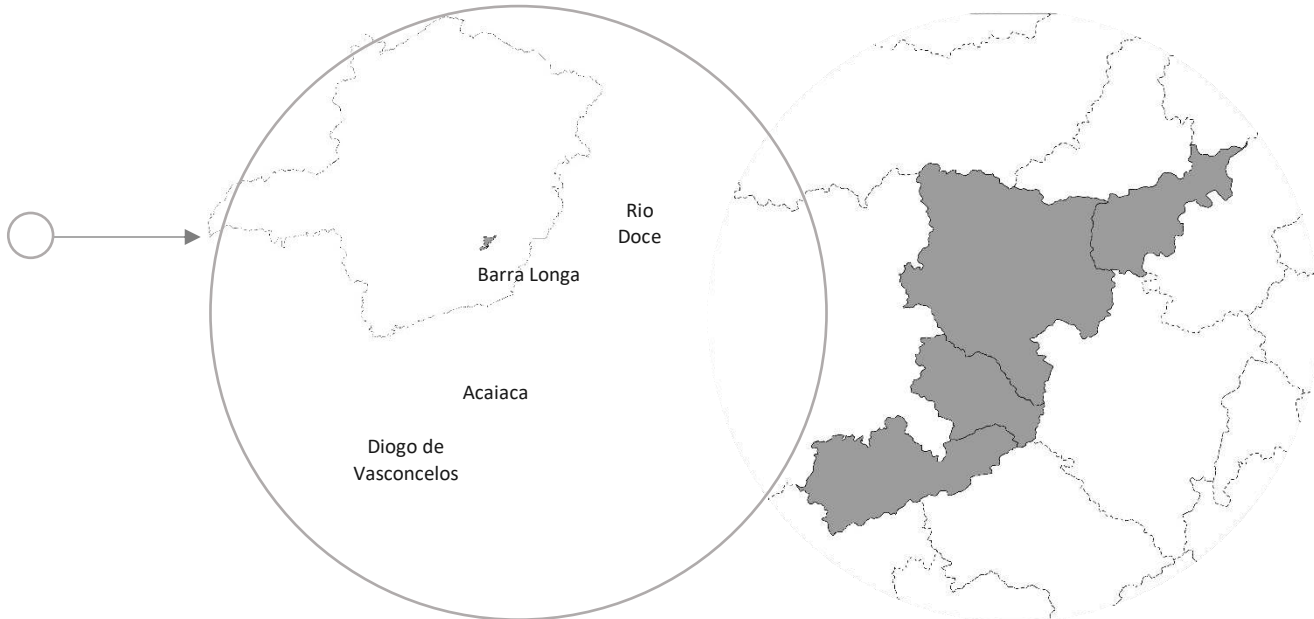 Rio
Doce
Barra Longa
Acaiaca
Diogo de
Vasconcelos